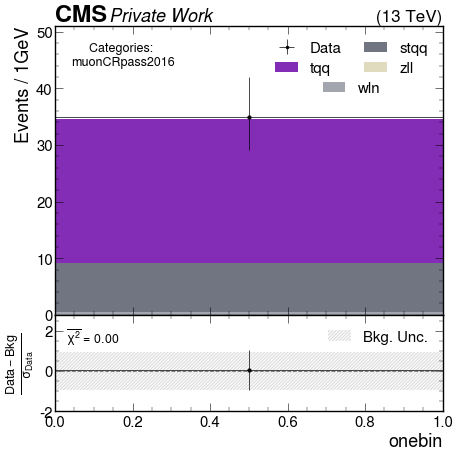 CMS Private Work (13 TeV)
Events / 1GeV
50
40
30
20
10
0
Categories:
muonCRpass2016
Data
tqq
stqq
zll
wln
Data − Bkg
σData
2
0
-2
χ² = 0.00
Bkg. Unc.
0.0 0.2 0.4 0.6 0.8 1.0
onebin